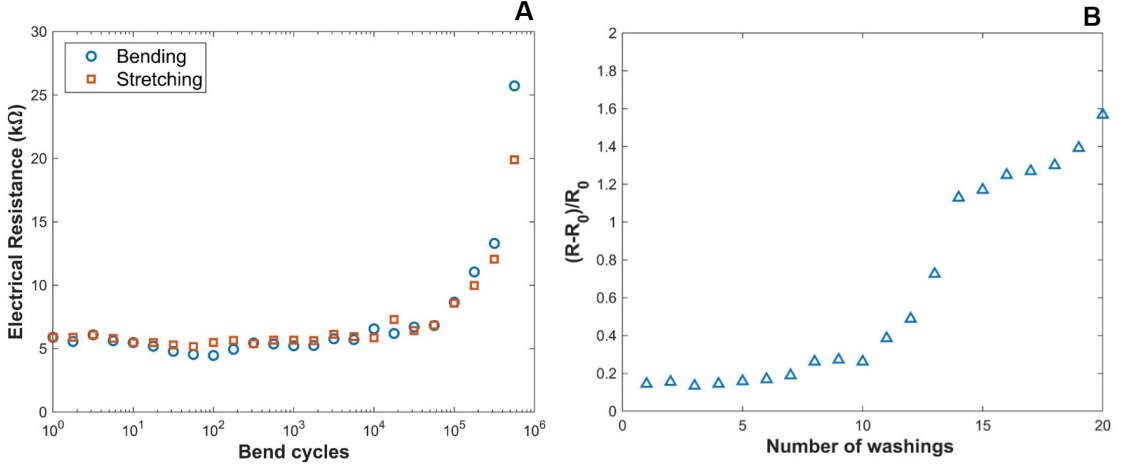 A
30
25
20
15
10
5
0
Electrical Resistance (kΩ)
Bending
Stretching
10^0 10^1 10^2 10^3 10^4 10^5 10^6
Bend cycles
B
2
1.8
1.6
1.4
1.2
1
0.8
0.6
0.4
0.2
0
(R-R_0)/R_0
0 5 10 15 20
Number of washings